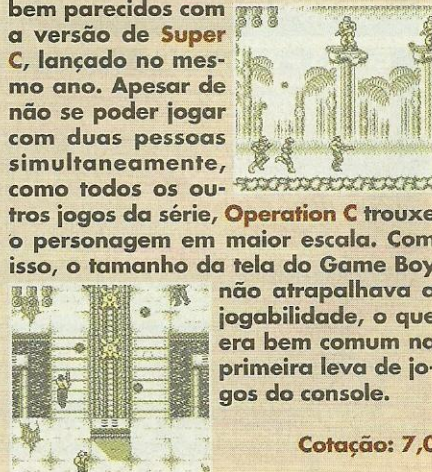 bem parecidos com
a versão de Super
C, lançado no mes-
mo ano. Apesar de
não se poder jogar
com duas pessoas
simultaneamente,
como todos os ou-
tros jogos da série, Operation C trouxe
o personagem em maior escala. Com
isso, o tamanho da tela do Game Boy
não atrapalhava a
jogabilidade, o que
era bem comum na
primeira leva de jo-
gos do console.
Cotação: 7,0